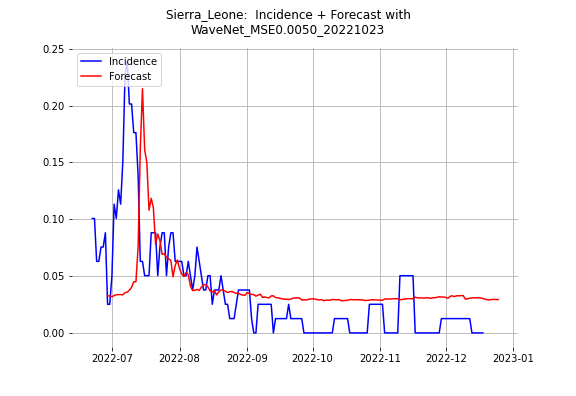 Sierra_Leone:  Incidence + Forecast with
WaveNet_MSE0.0050_20221023
Incidence
Forecast
0.25
0.20
0.15
0.10
0.05
0.00
2022-07 2022-08 2022-09 2022-10 2022-11 2022-12 2023-01